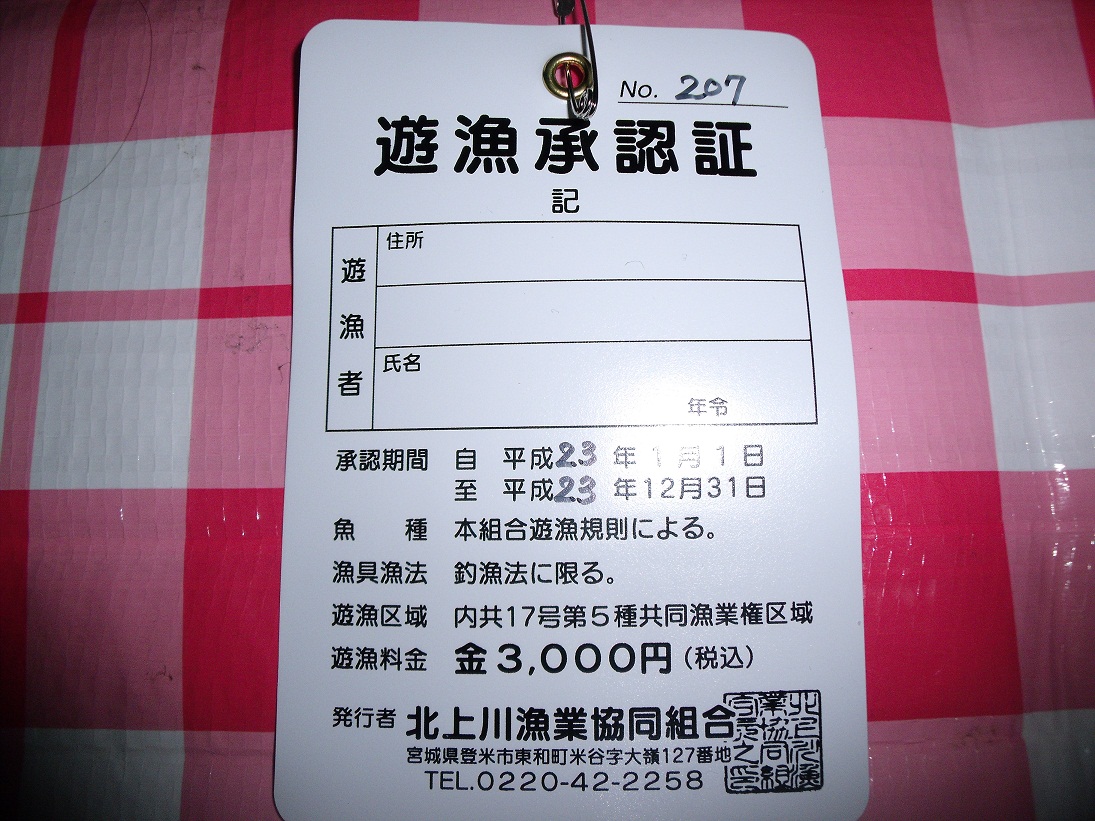 No. 207
遊漁承認証
記
遊漁者
住所
氏名
年令
承認期間 自 平成23年1月1日
至 平成23年12月31日
魚 種 本組合遊漁規則による。
漁具漁法 釣漁法に限る。
遊漁区域 内共17号第5種共同漁業権区域
遊漁料金 金3,000円(税込)
発行者 北上川漁業協同組合
宮城県登米市東和町米谷字大嶺127番地
TEL.0220-42-2258